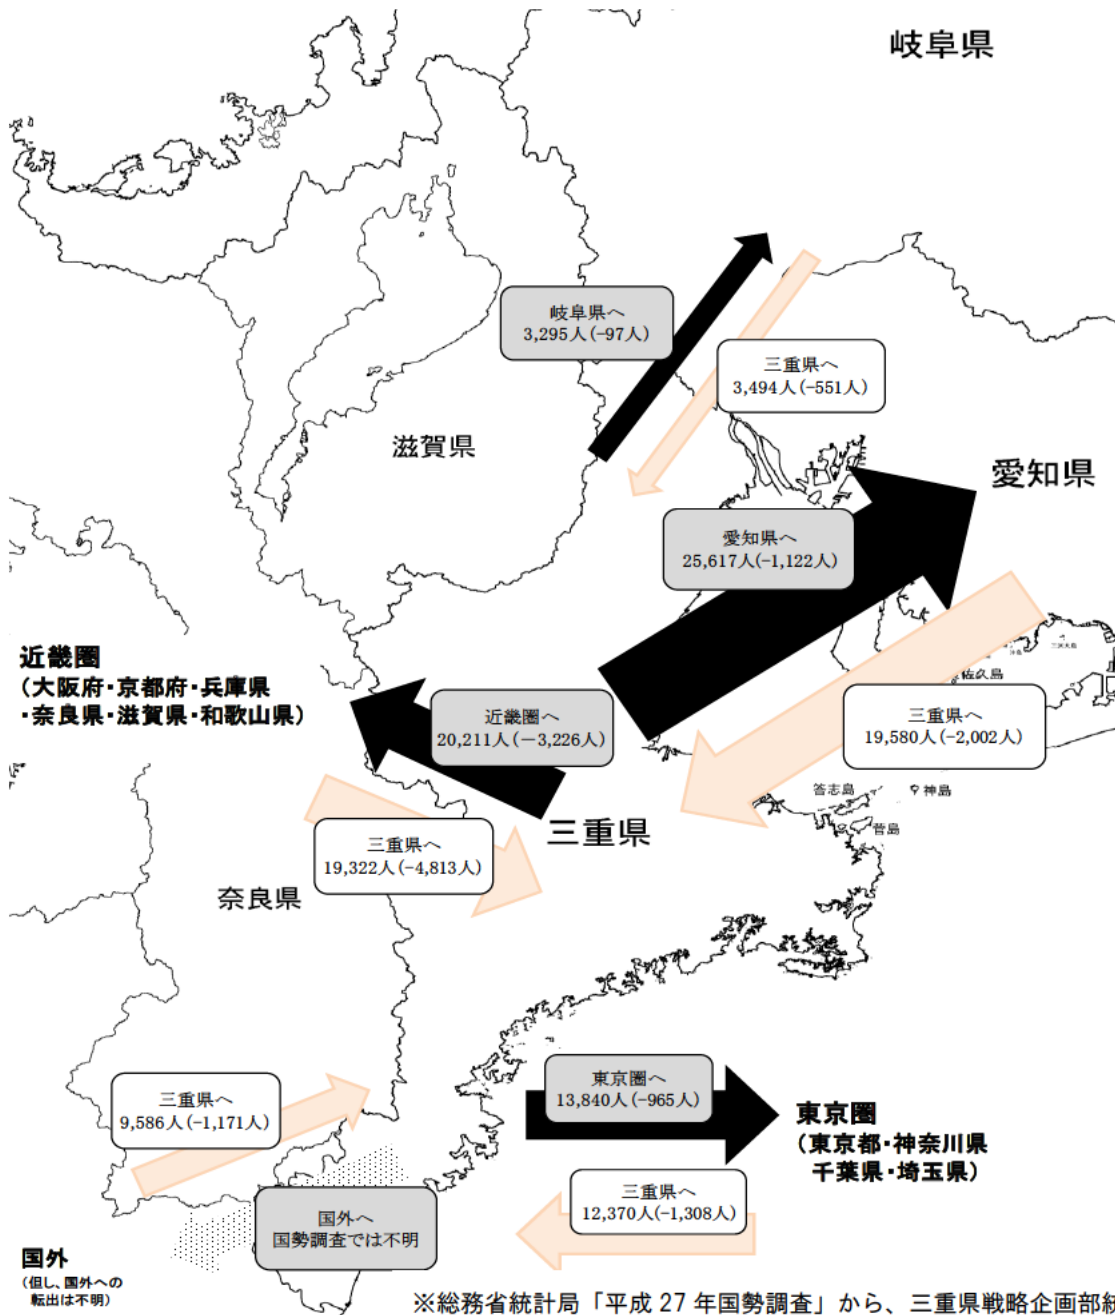 岐阜県
岐阜県へ
3,295人(-97人)
三重県へ
3,494人(-551人)
滋賀県
愛知県
愛知県へ
25,617人(-1,122人)
近畿圏
(大阪府・京都府・兵庫県
・奈良県・滋賀県・和歌山県)
佐久島
近畿圏へ
20,211人(-3,226人)
三重県へ
19,580人(-2,002人)
答志島
神島
菅島
三重県
三重県へ
19,322人(-4,813人)
奈良県
東京圏へ
13,840人(-965人)
三重県へ
9,586人(-1,171人)
東京圏
(東京都・神奈川県
千葉県・埼玉県)
三重県へ
12,370人(-1,308人)
国外へ
国勢調査では不明
国外
(但し、国外への
転出は不明)
※総務省統計局「平成27年国勢調査」から、三重県戦略企画部統